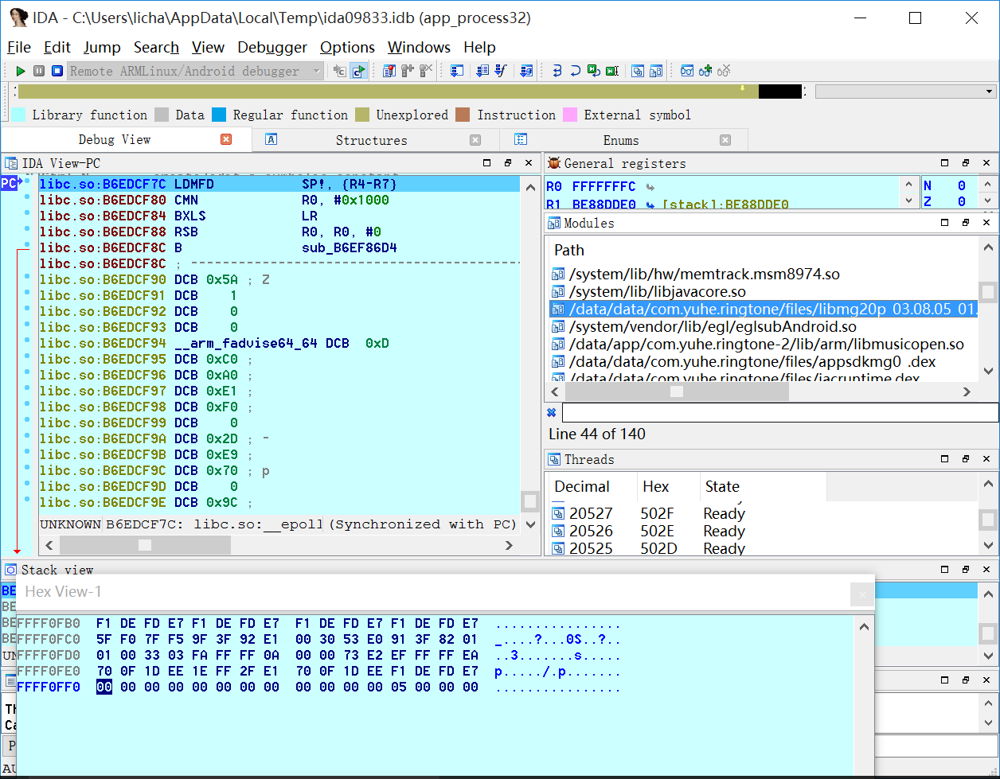 IDA - C:\Users\licha\AppData\Local\Temp\ida09833.idb (app_process32)
File Edit Jump Search View Debugger Options Windows Help
Remote ARMLinux/Android debugger
Library function Data Regular function Unexplored Instruction External symbol
Debug View Structures Enums
IDA View-PC
PC
libc.so:B6EDCF7C LDMFD SP!, {R4-R7}
libc.so:B6EDCF80 CMN R0, #0x1000
libc.so:B6EDCF84 BXLS LR
libc.so:B6EDCF88 RSB R0, R0, #0
libc.so:B6EDCF8C B sub_B6EF86D4
libc.so:B6EDCF8C ; ---------------------------------------
libc.so:B6EDCF90 DCB 0x5A ; Z
libc.so:B6EDCF91 DCB 1
libc.so:B6EDCF92 DCB 0
libc.so:B6EDCF93 DCB 0
libc.so:B6EDCF94 __arm_fadvise64_64 DCB 0xD
libc.so:B6EDCF95 DCB 0xC0 ;
libc.so:B6EDCF96 DCB 0xA0 ;
libc.so:B6EDCF97 DCB 0xE1 ;
libc.so:B6EDCF98 DCB 0xF0 ;
libc.so:B6EDCF99 DCB 0
libc.so:B6EDCF9A DCB 0x2D ; -
libc.so:B6EDCF9B DCB 0xE9 ;
libc.so:B6EDCF9C DCB 0x70 ; p
libc.so:B6EDCF9D DCB 0
libc.so:B6EDCF9E DCB 0x9C ;
UNKNOWN B6EDCF7C: libc.so:__epoll (Synchronized with PC)
General registers
R0 FFFFFFFC
R1 BE88DDE0 [stack]:BE88DDE0
N 0
Z 0
Modules
Path
/system/lib/hw/memtrack.msm8974.so
/system/lib/libjavacore.so
/data/data/com.yuhe.ringtone/files/libmg20p_03.08.05_01.
/system/vendor/lib/egl/eglsubAndroid.so
/data/app/com.yuhe.ringtone-2/lib/arm/libmusicopen.so
/data/data/com.yuhe.ringtone/files/appsdkmg0_.dex
/data/data/com.yuhe.ringtone/files/iacruntime.dex
Line 44 of 140
Threads
Decimal Hex State
20527 502F Ready
20526 502E Ready
20525 502D Ready
Stack view
BE
BE
BE
BE
UN
Hex View-1
FFFF0FB0 F1 DE FD E7 F1 DE FD E7 F1 DE FD E7 F1 DE FD E7 ................
FFFF0FC0 5F F0 7F F5 9F 3F 92 E1 00 30 53 E0 91 3F 82 01 _....?...0S..?..
FFFF0FD0 01 00 33 03 FA FF FF 0A 00 00 73 E2 EF FF FF EA ..3.......s.....
FFFF0FE0 70 0F 1D EE 1E FF 2F E1 70 0F 1D EE F1 DE FD E7 p...../.p.......
FFFF0FF0 00 00 00 00 00 00 00 00 00 00 00 00 05 00 00 00 ................
Th
Ca
P
AU